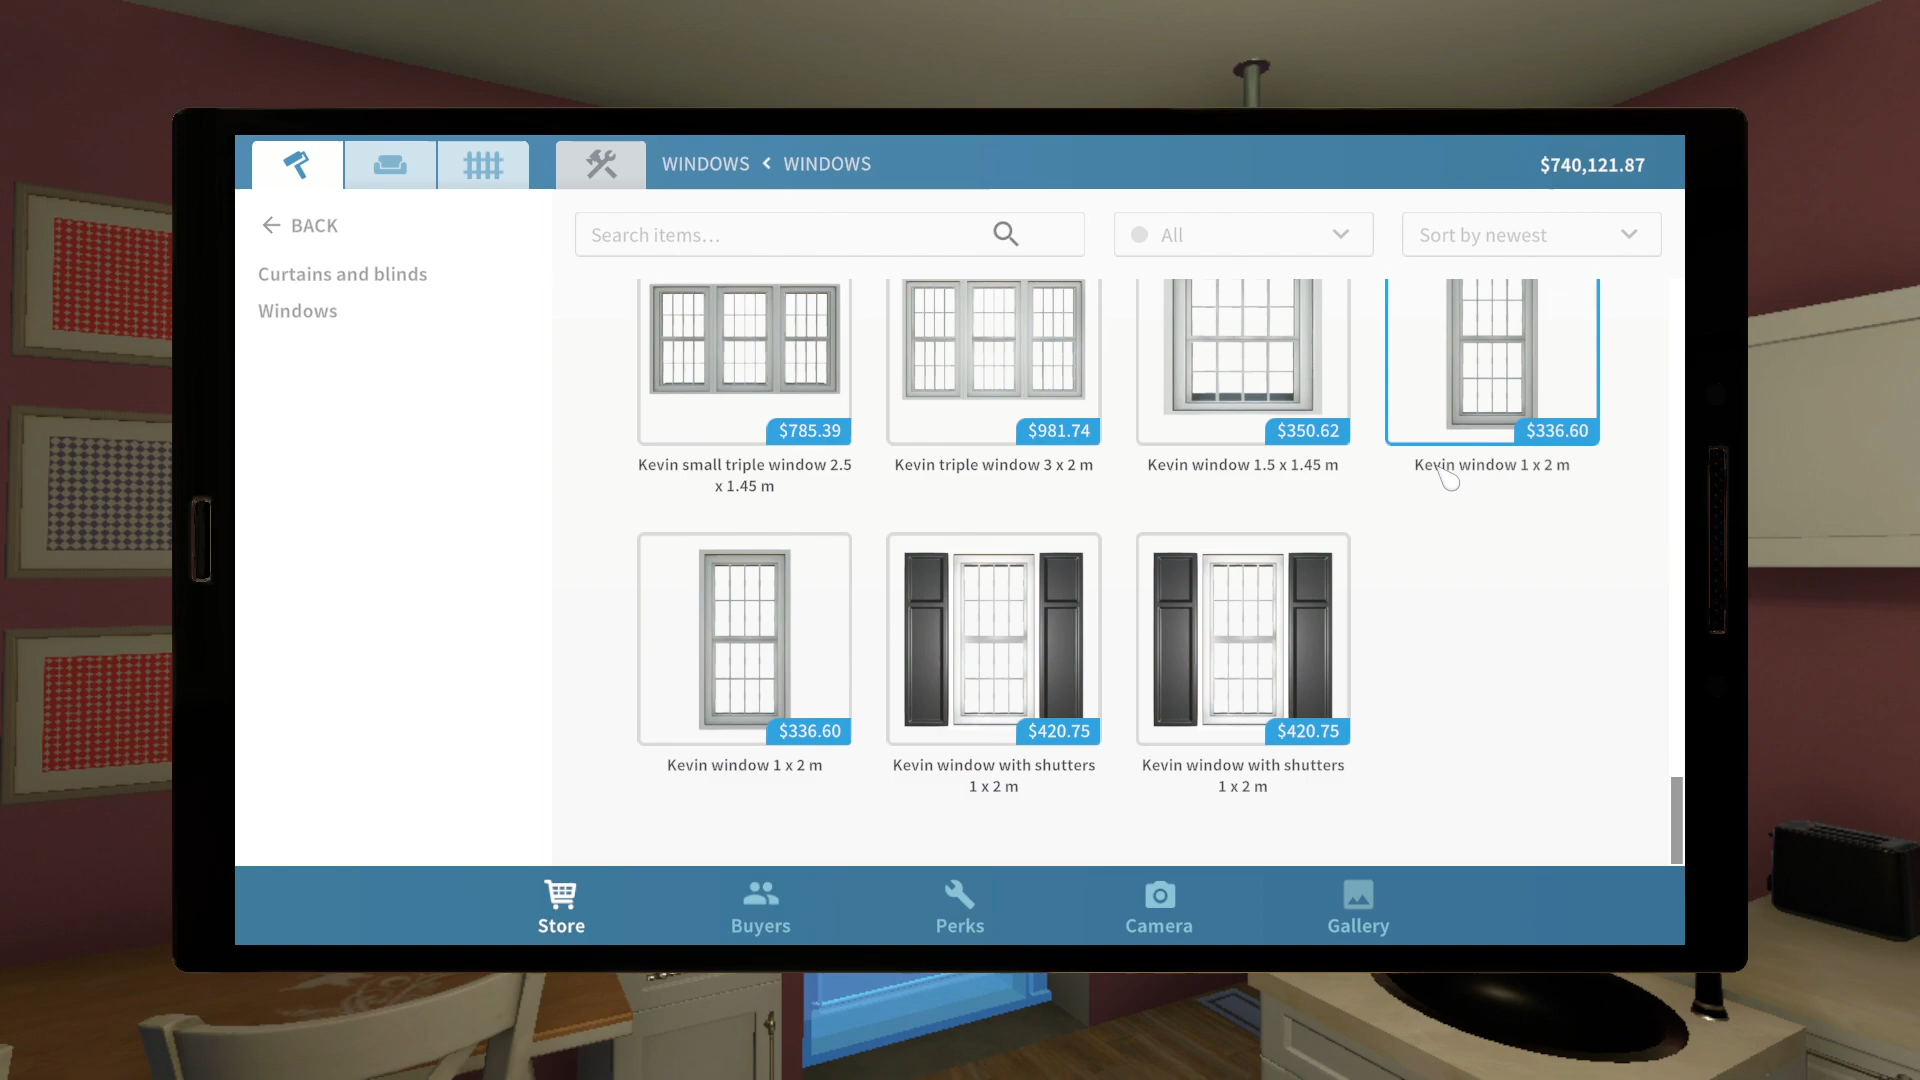 WINDOWS < WINDOWS
$740,121.87
BACK
Curtains and blinds
Windows
Search items...
All
Sort by newest
$785.39
$981.74
$350.62
$336.60
Kevin small triple window 2.5
x 1.45 m
Kevin triple window 3 x 2 m
Kevin window 1.5 x 1.45 m
Kevin window 1 x 2 m
$336.60
$420.75
$420.75
Kevin window 1 x 2 m
Kevin window with shutters
1 x 2 m
Kevin window with shutters
1 x 2 m
Store
Buyers
Perks
Camera
Gallery